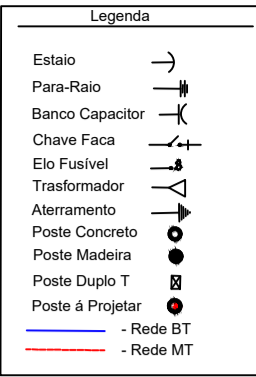 Legenda
Estaio
Para-Raio
Banco Capacitor
Chave Faca
Elo Fusível
Trasformador
Aterramento
Poste Concreto
Poste Madeira
Poste Duplo T
Poste á Projetar
- Rede BT
- Rede MT